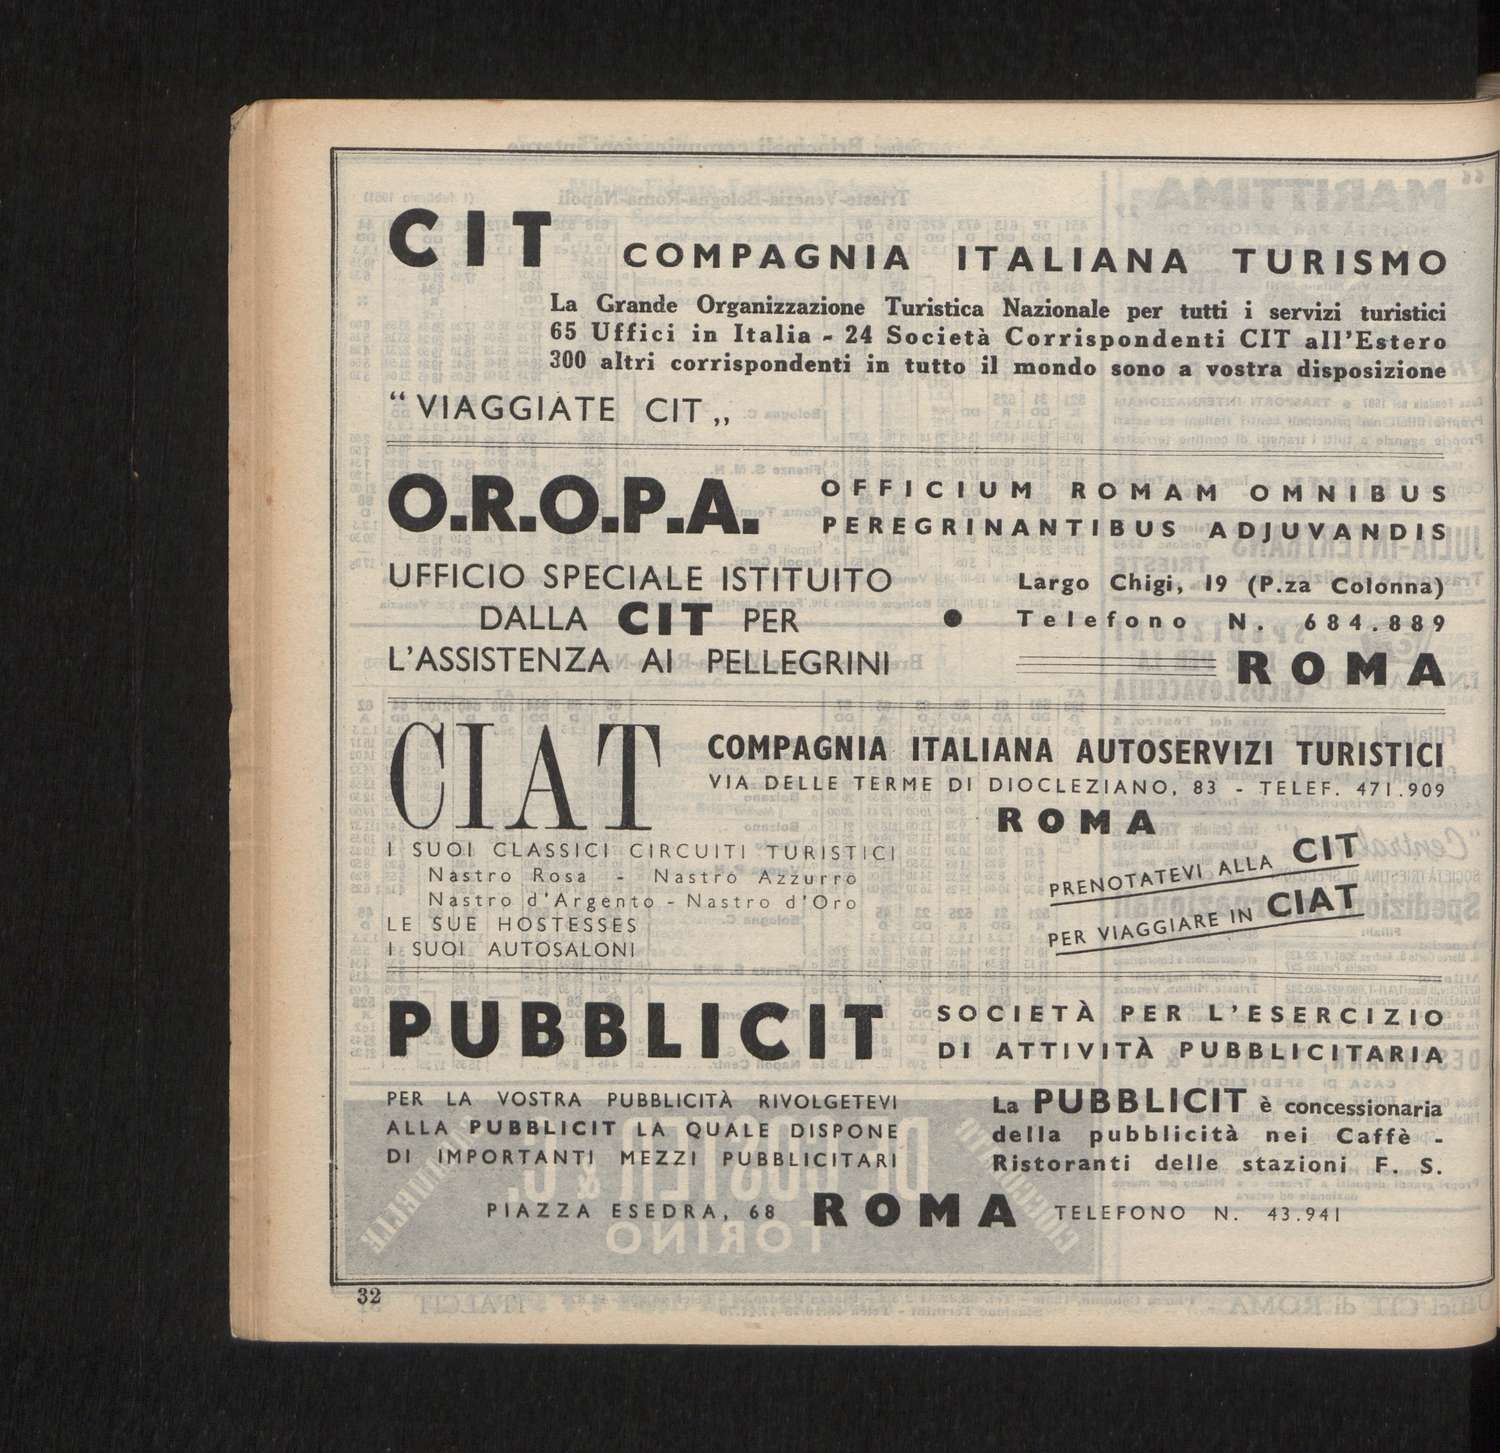 CIT COMPAGNIA ITALIANA TURISMO
La Grande Organizzazione Turistica Nazionale per tutti i servizi turistici
65 Uffici in Italia - 24 Società Corrispondenti CIT all'Estero
300 altri corrispondenti in tutto il mondo sono a vostra disposizione
“VIAGGIATE CIT„
O.R.O.P.A.
OFFICIUM ROMAM OMNIBUS
PEREGRINANTIBUS ADJUVANDIS
UFFICIO SPECIALE ISTITUITO
DALLA CIT PER
L'ASSISTENZA AI PELLEGRINI
Largo Chigi, 19 (P.za Colonna)
● Telefono N. 684.889
ROMA
CIAT
COMPAGNIA ITALIANA AUTOSERVIZI TURISTICI
VIA DELLE TERME DI DIOCLEZIANO, 83 - TELEF. 471.909
ROMA
I SUOI CLASSICI CIRCUITI TURISTICI
Nastro Rosa - Nastro Azzurro
Nastro d'Argento - Nastro d'Oro
LE SUE HOSTESSES
I SUOI AUTOSALONI
PRENOTATEVI ALLA CIT
PER VIAGGIARE IN CIAT
PUBBLICIT
SOCIETÀ PER L'ESERCIZIO
DI ATTIVITÀ PUBBLICITARIA
PER LA VOSTRA PUBBLICITÀ RIVOLGETEVI
ALLA PUBBLICIT LA QUALE DISPONE
DI IMPORTANTI MEZZI PUBBLICITARI
La PUBBLICIT è concessionaria
della pubblicità nei Caffè -
Ristoranti delle stazioni F. S.
PIAZZA ESEDRA, 68 ROMA TELEFONO N. 43.941
32